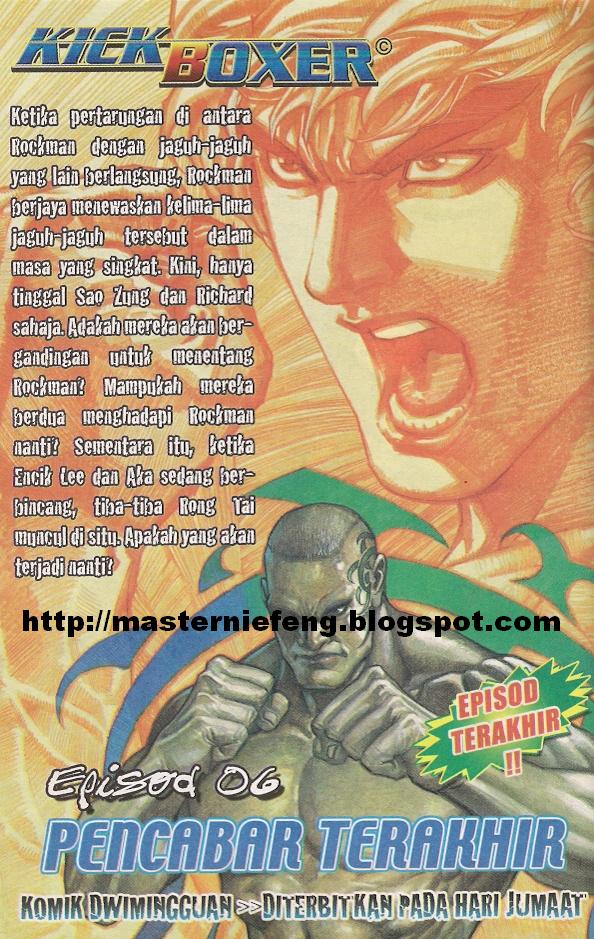 KICK BOXER©
Ketika pertarungan di antara
Rockman dengan jaguh-jaguh
yang lain berlangsung, Rockman
berjaya menewaskan kelima-lima
jaguh-jaguh tersebut dalam
masa yang singkat. Kini, hanya
tinggal Sao Zung dan Richard
sahaja. Adakah mereka akan ber-
gandingan untuk menentang
Rockman? Mampukah mereka
berdua menghadapi Rockman
nanti? Sementara itu, ketika
Encik Lee dan Aka sedang ber-
bincang, tiba-tiba Rong Tai
muncul di situ. Apakah yang akan
terjadi nanti?
http://masterniefeng.blogspot.com
EPISOD
TERAKHIR
!!
Episod 06
PENCABAR TERAKHIR
KOMIK DWIMINGGUAN >> DITERBITKAN PADA HARI JUMAAT